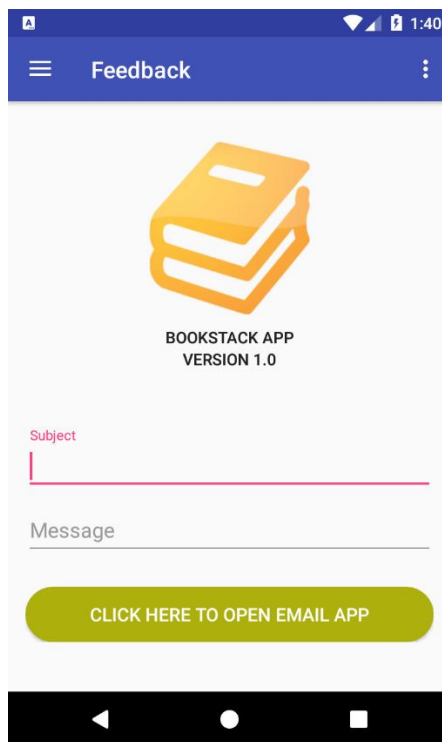 A
1:40
Feedback
BOOKSTACK APP
VERSION 1.0
Subject
Message
CLICK HERE TO OPEN EMAIL APP